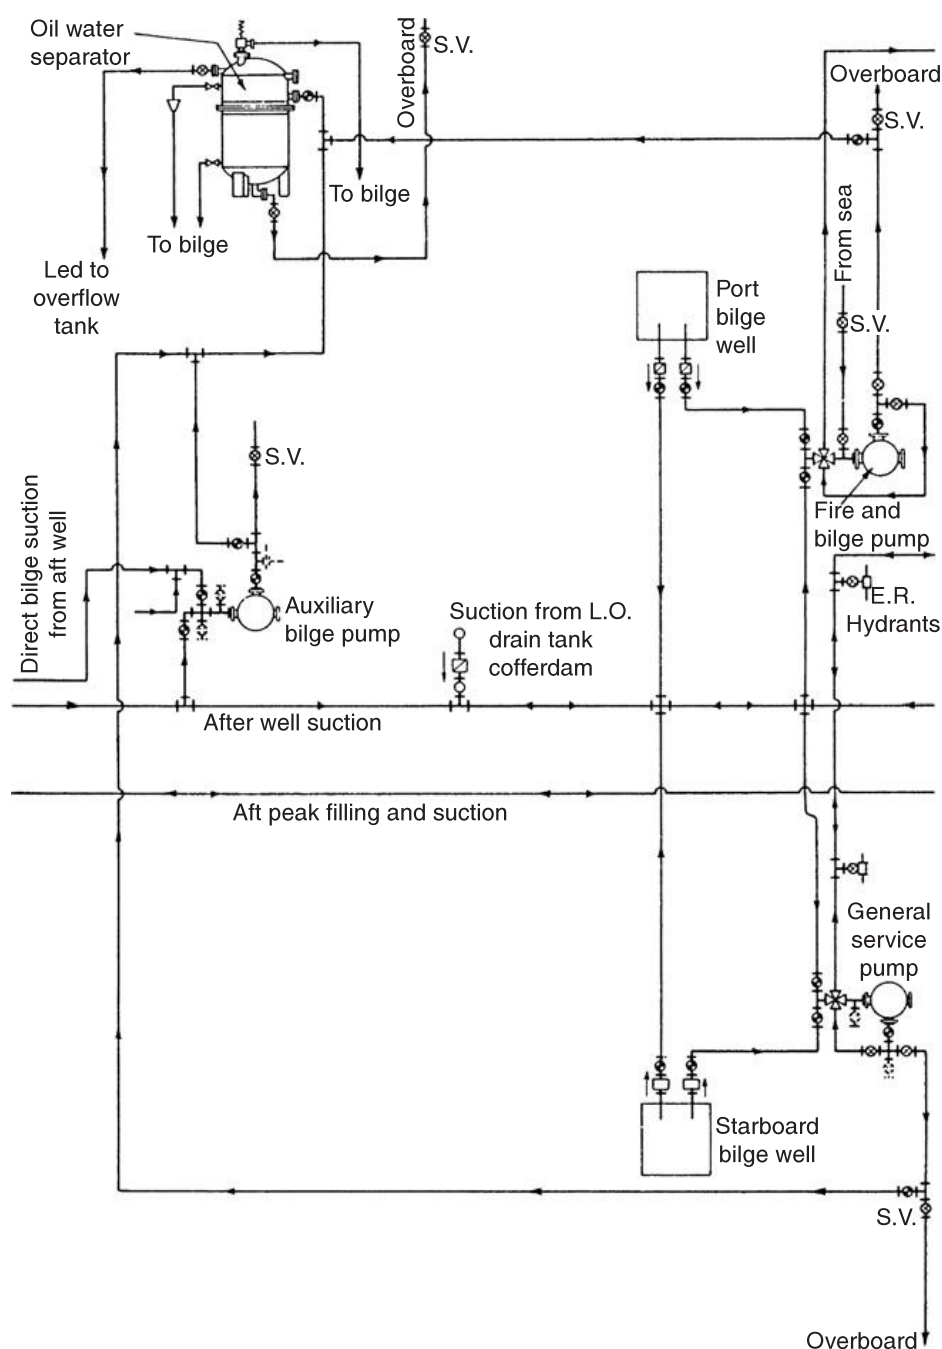 Oil water
separator
Overboard
S.V.
Overboard
S.V.
To bilge
To bilge
Led to
overflow
tank
From sea
S.V.
Port
bilge
well
S.V.
Direct bilge suction
from aft well
Fire and
bilge pump
Auxiliary
bilge pump
Suction from L.O.
drain tank
cofferdam
E.R.
Hydrants
After well suction
Aft peak filling and suction
General
service
pump
Starboard
bilge well
S.V.
Overboard